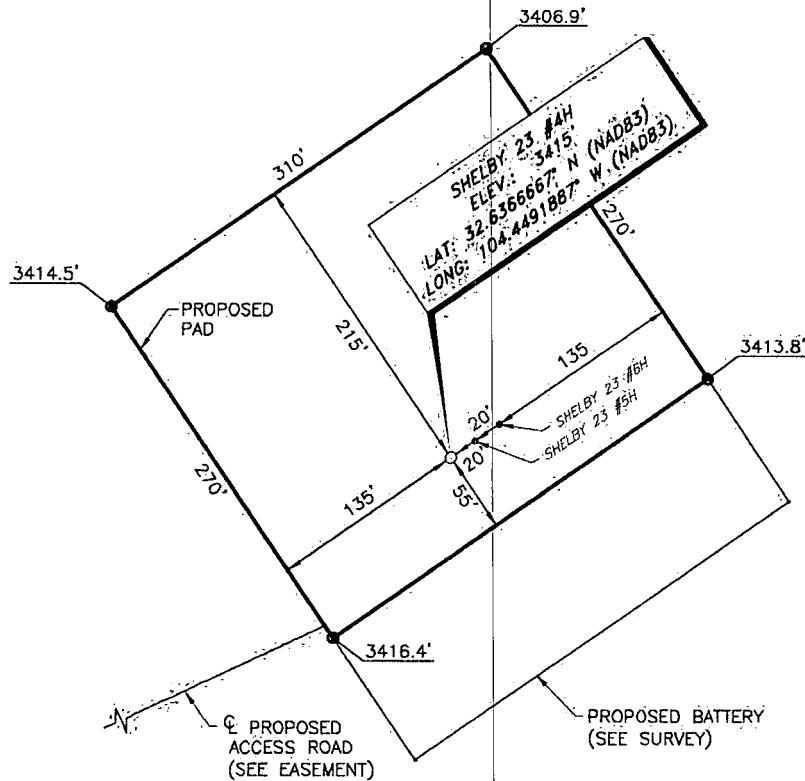 3406.9'
SHELBY 23 #4H
ELEV.: 3415'
LAT: 32.6366667° N (NAD83)
LONG: 104.4491887° W (NAD83)
310'
270'
3414.5'
PROPOSED
PAD
215'
135
3413.8'
20'
SHELBY 23 #6H
SHELBY 23 #5H
20'
135'
55'
270'
3416.4'
N
℄ PROPOSED
ACCESS ROAD
(SEE EASEMENT)
PROPOSED BATTERY
(SEE SURVEY)